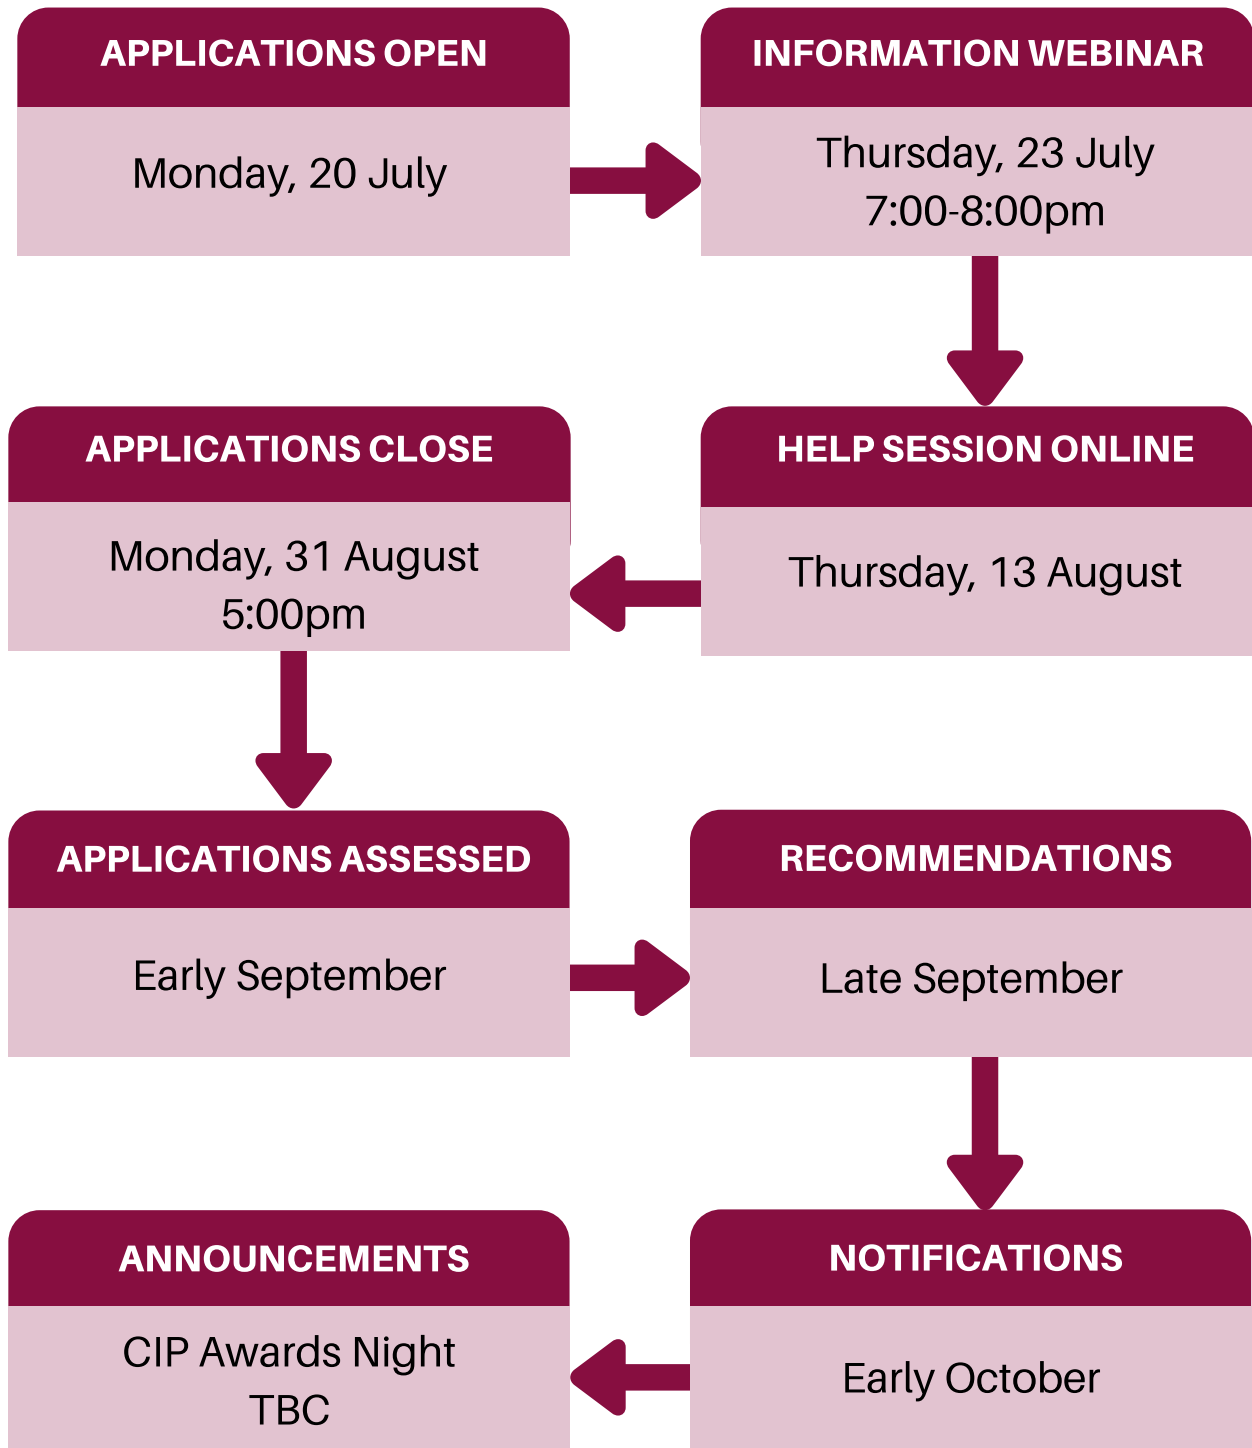 APPLICATIONS OPEN
Monday, 20 July
INFORMATION WEBINAR
Thursday, 23 July
7:00-8:00pm
HELP SESSION ONLINE
Thursday, 13 August
APPLICATIONS CLOSE
Monday, 31 August
5:00pm
APPLICATIONS ASSESSED
Early September
RECOMMENDATIONS
Late September
NOTIFICATIONS
Early October
ANNOUNCEMENTS
CIP Awards Night
TBC